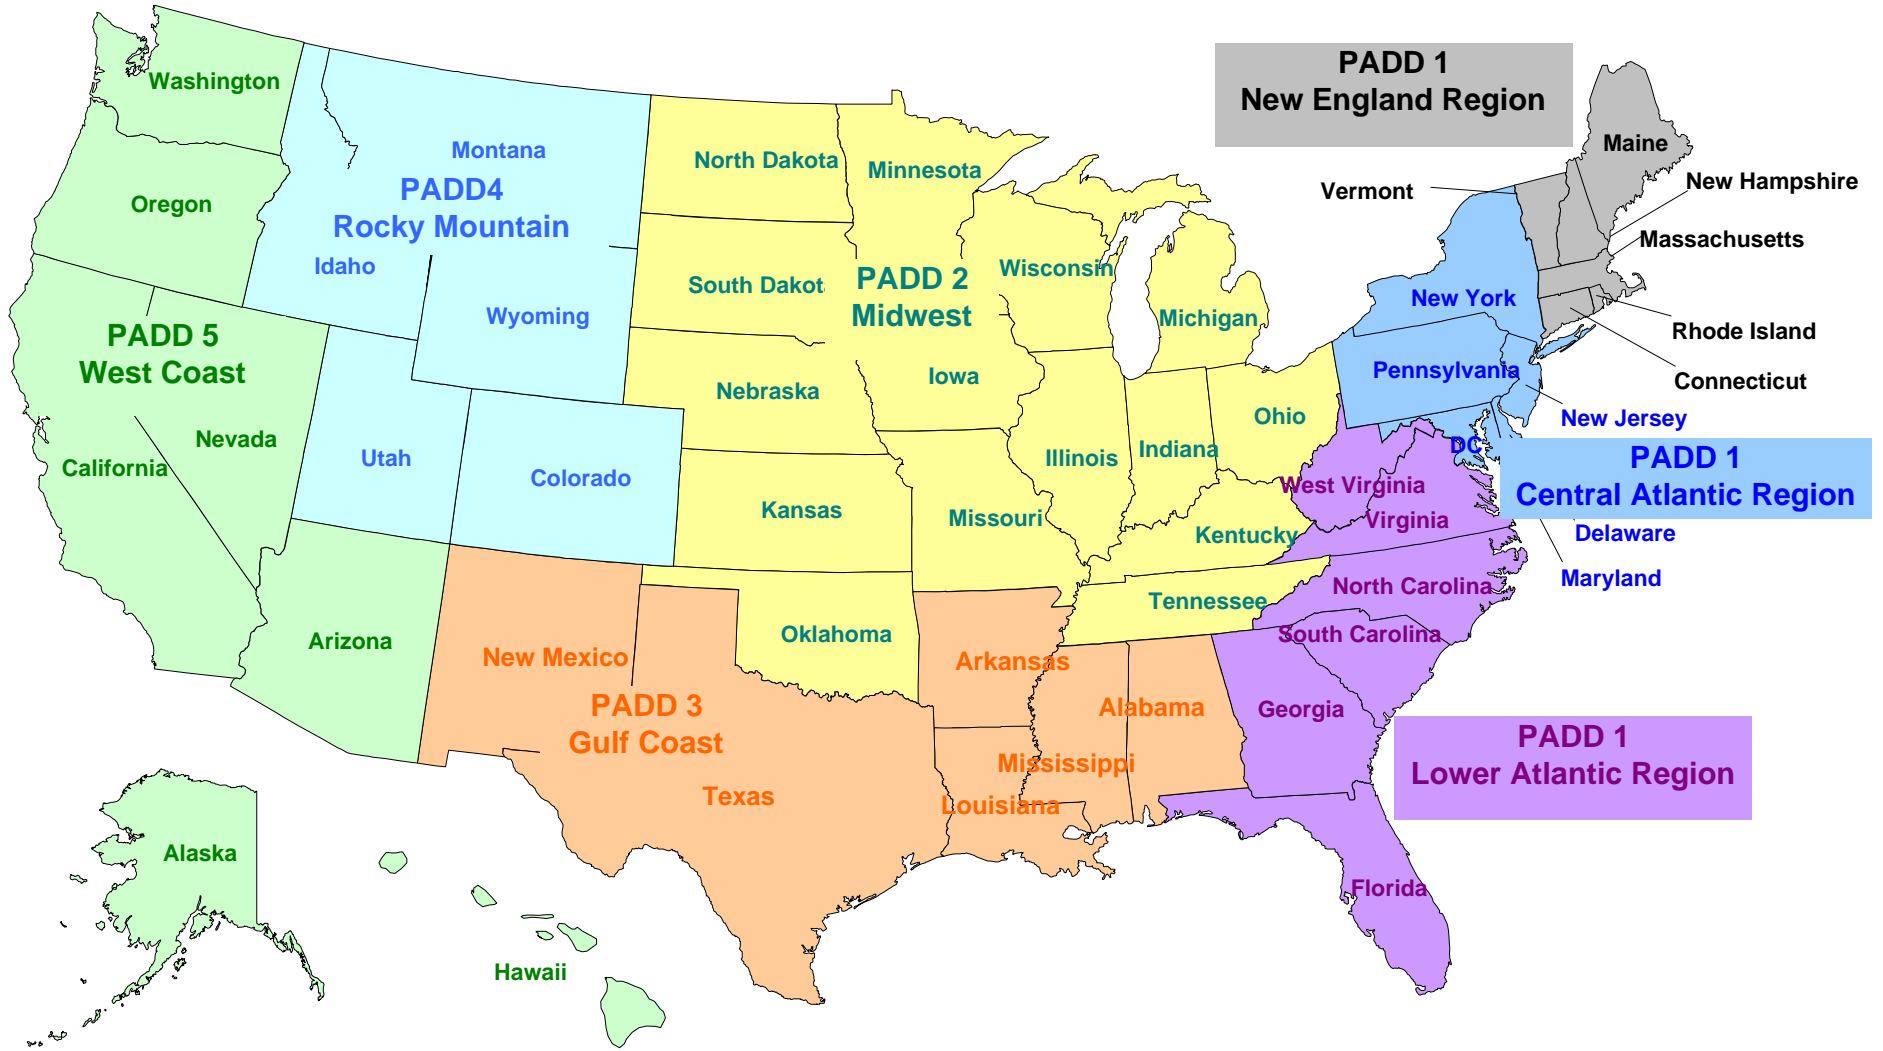 PADD 1
New England Region
Washington
Maine
Montana
North Dakota
Minnesota
PADD4
Rocky Mountain
Vermont
New Hampshire
Oregon
Massachusetts
Idaho
Wisconsin
PADD 2
Midwest
South Dakota
New York
Wyoming
Michigan
Rhode Island
PADD 5
West Coast
Pennsylvania
Iowa
Connecticut
Nebraska
Ohio
New Jersey
Nevada
DC
Utah
Indiana
Illinois
California
PADD 1
Central Atlantic Region
Colorado
West Virginia
Kansas
Missouri
Virginia
Kentucky
Delaware
Maryland
North Carolina
Tennessee
Oklahoma
South Carolina
Arizona
New Mexico
Arkansas
PADD 3
Gulf Coast
Alabama
Georgia
PADD 1
Lower Atlantic Region
Mississippi
Texas
Louisiana
Alaska
Florida
Hawaii